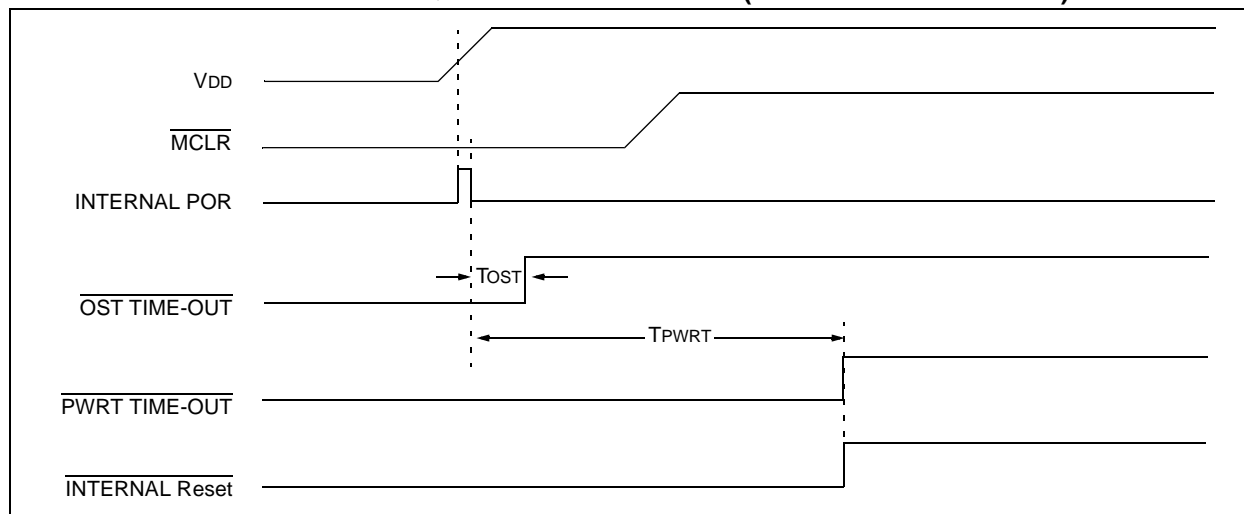 VDD
MCLR
INTERNAL POR
TOST
OST TIME-OUT
TPWRT
PWRT TIME-OUT
INTERNAL Reset